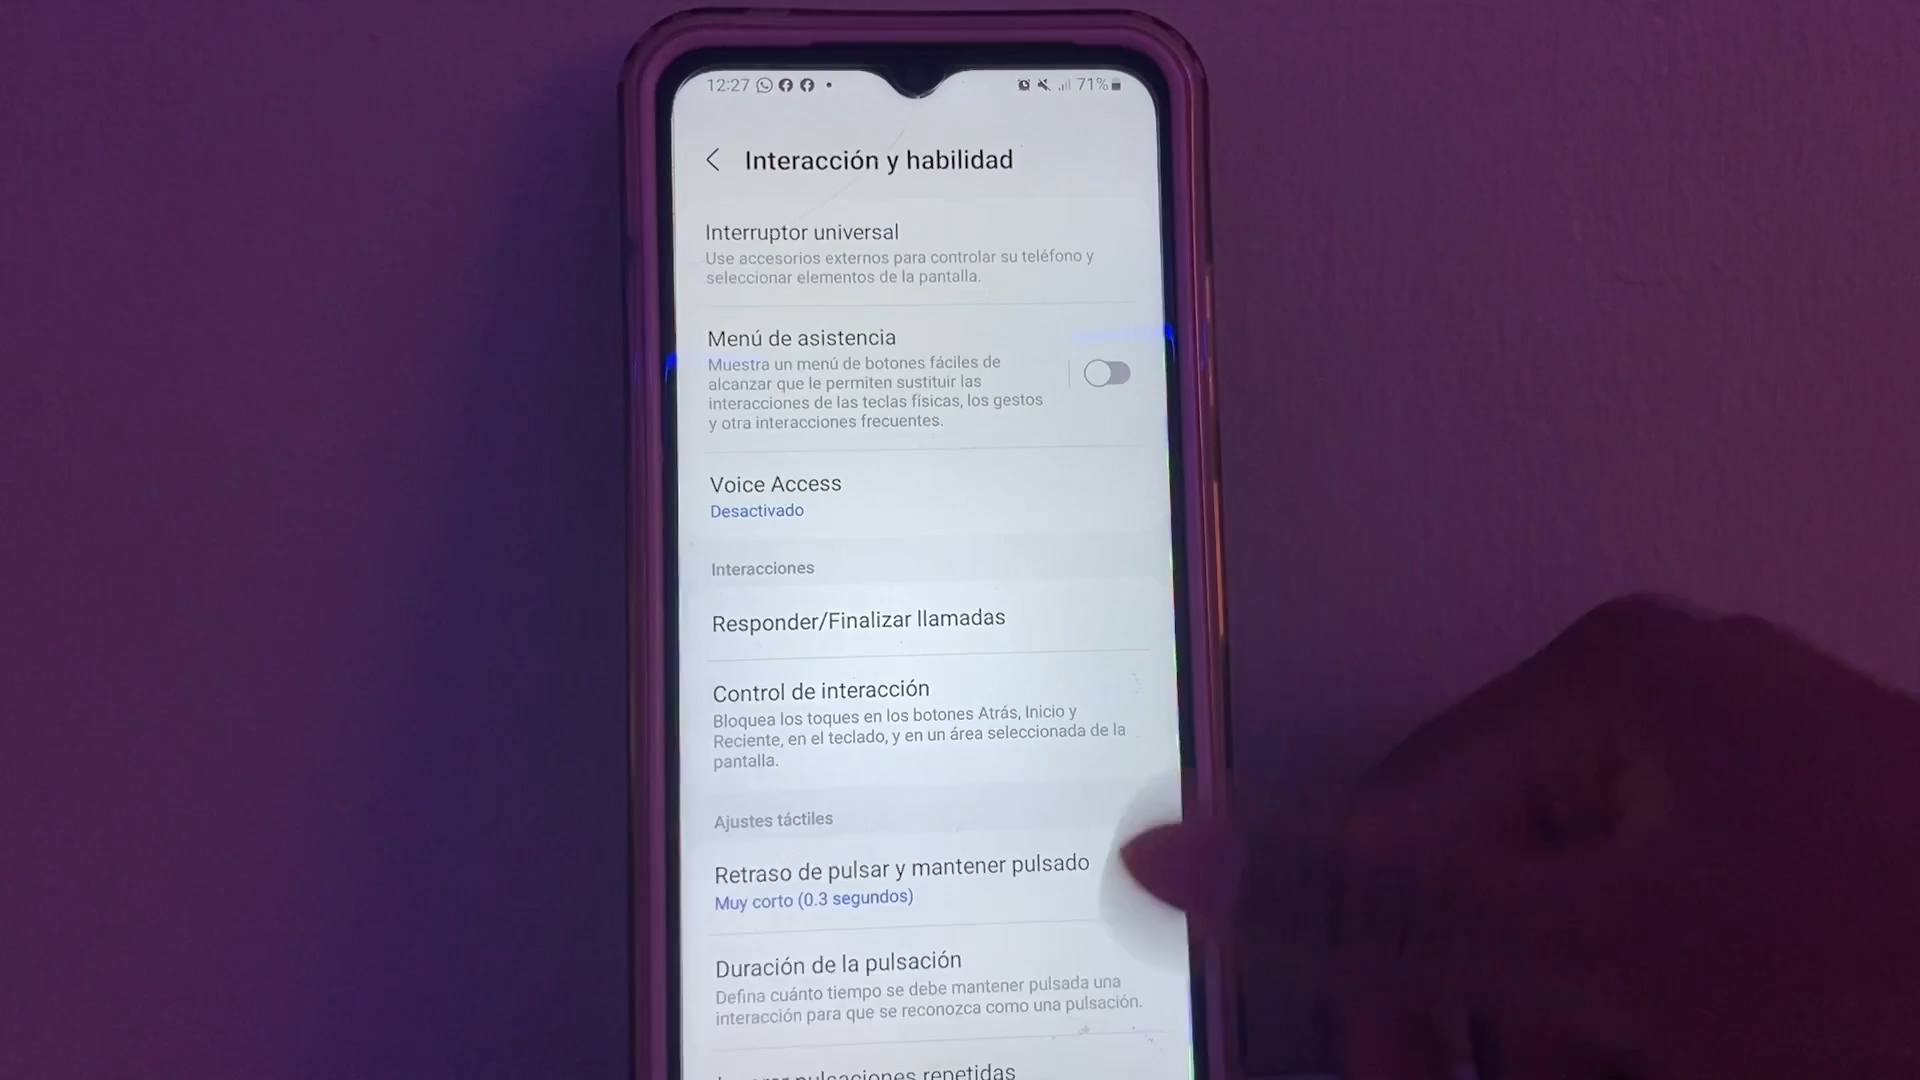 12:27 71%
Interacción y habilidad
Interruptor universal
Use accesorios externos para controlar su teléfono y
seleccionar elementos de la pantalla.
Menú de asistencia
Muestra un menú de botones fáciles de
alcanzar que le permiten sustituir las
interacciones de las teclas físicas, los gestos
y otra interacciones frecuentes.
Voice Access
Desactivado
Interacciones
Responder/Finalizar llamadas
Control de interacción
Bloquea los toques en los botones Atrás, Inicio y
Reciente, en el teclado, y en un área seleccionada de la
pantalla.
Ajustes táctiles
Retraso de pulsar y mantener pulsado
Muy corto (0.3 segundos)
Duración de la pulsación
Defina cuánto tiempo se debe mantener pulsada una
interacción para que se reconozca como una pulsación.
pulsaciones repetidas